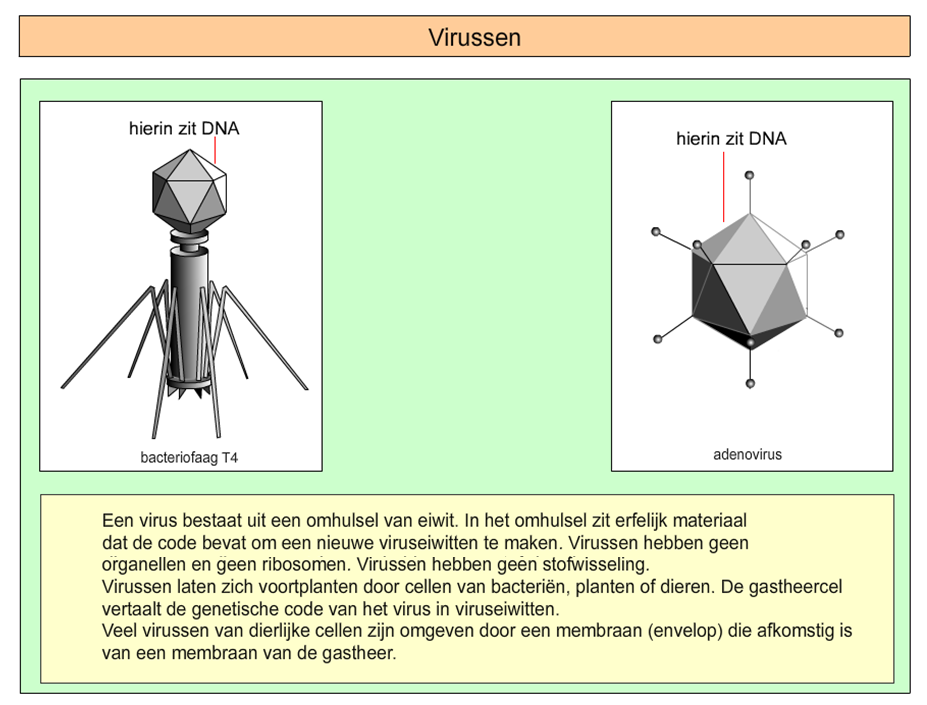 Virussen
hierin zit DNA
hierin zit DNA
bacteriofaag T4
adenovirus
Een virus bestaat uit een omhulsel van eiwit. In het omhulsel zit erfelijk materiaal
dat de code bevat om een nieuwe viruseiwitten te maken. Virussen hebben geen
organellen en geen ribosomen. Virussen hebben geen stofwisseling.
Virussen laten zich voortplanten door cellen van bacteriën, planten of dieren. De gastheercel
vertaalt de genetische code van het virus in viruseiwitten.
Veel virussen van dierlijke cellen zijn omgeven door een membraan (envelop) die afkomstig is
van een membraan van de gastheer.